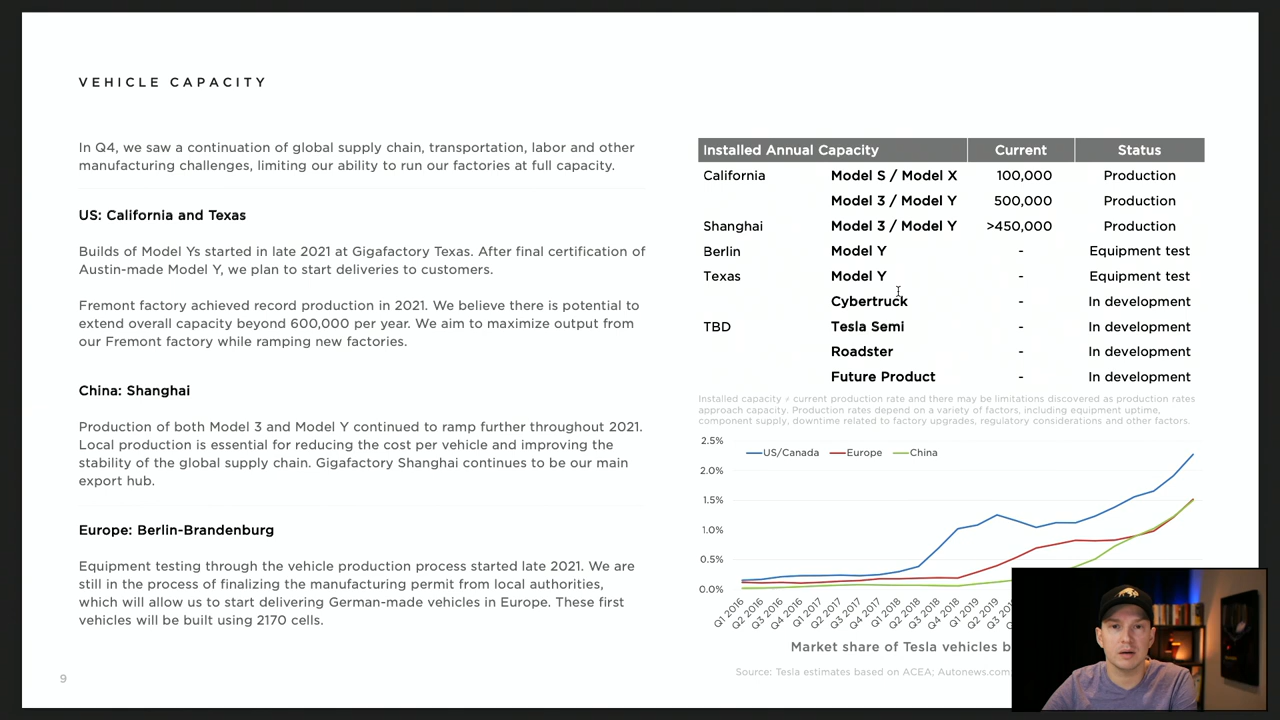 VEHICLE CAPACITY
In Q4, we saw a continuation of global supply chain, transportation, labor and other
manufacturing challenges, limiting our ability to run our factories at full capacity.
US: California and Texas
Builds of Model Ys started in late 2021 at Gigafactory Texas. After final certification of
Austin-made Model Y, we plan to start deliveries to customers.
Fremont factory achieved record production in 2021. We believe there is potential to
extend overall capacity beyond 600,000 per year. We aim to maximize output from
our Fremont factory while ramping new factories.
China: Shanghai
Production of both Model 3 and Model Y continued to ramp further throughout 2021.
Local production is essential for reducing the cost per vehicle and improving the
stability of the global supply chain. Gigafactory Shanghai continues to be our main
export hub.
Europe: Berlin-Brandenburg
Equipment testing through the vehicle production process started late 2021. We are
still in the process of finalizing the manufacturing permit from local authorities,
which will allow us to start delivering German-made vehicles in Europe. These first
vehicles will be built using 2170 cells.
9
Installed Annual Capacity Current Status
California Model S / Model X 100,000 Production
Model 3 / Model Y 500,000 Production
Shanghai Model 3 / Model Y >450,000 Production
Berlin Model Y - Equipment test
Texas Model Y - Equipment test
Cybertruck - In development
TBD Tesla Semi - In development
Roadster - In development
Future Product - In development
Installed capacity ≠ current production rate and there may be limitations discovered as production rates
approach capacity. Production rates depend on a variety of factors, including equipment uptime,
component supply, downtime related to factory upgrades, regulatory considerations and other factors.
US/Canada Europe China
2.5%
2.0%
1.5%
1.0%
0.5%
0.0%
Q1 2016 Q2 2016 Q3 2016 Q4 2016 Q1 2017 Q2 2017 Q3 2017 Q4 2017 Q1 2018 Q2 2018 Q3 2018 Q4 2018 Q1 2019 Q2 2019
Market share of Tesla vehicles
Source: Tesla estimates based on ACEA; Autonews.com